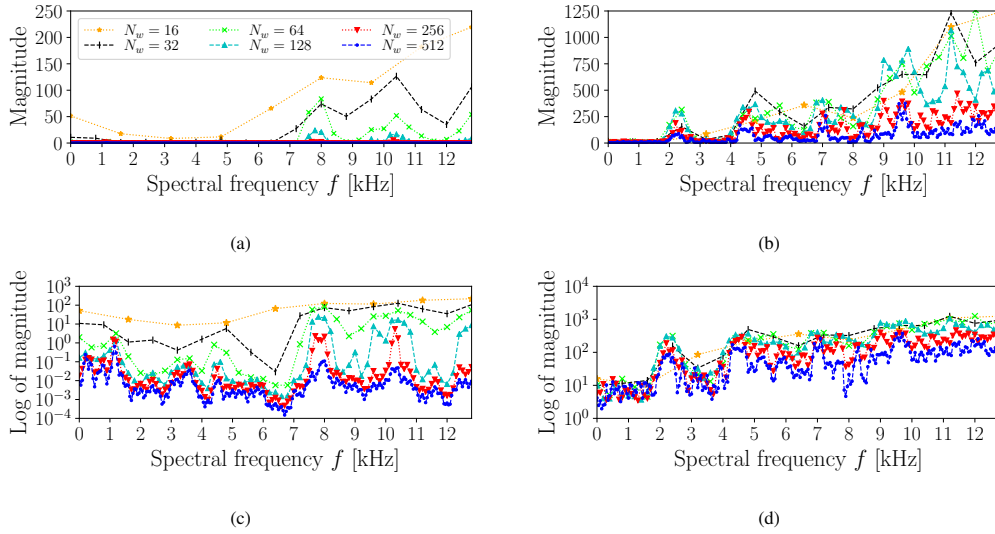 250
200
150
100
50
0
Magnitude
N_w = 16
N_w = 32
N_w = 64
N_w = 128
N_w = 256
N_w = 512
0 1 2 3 4 5 6 7 8 9 10 11 12
Spectral frequency f [kHz]
(a)
1250
1000
750
500
250
0
Magnitude
0 1 2 3 4 5 6 7 8 9 10 11 12
Spectral frequency f [kHz]
(b)
10^3
10^2
10^1
10^0
10^−1
10^−2
10^−3
10^−4
Log of magnitude
0 1 2 3 4 5 6 7 8 9 10 11 12
Spectral frequency f [kHz]
(c)
10^4
10^3
10^2
10^1
10^0
Log of magnitude
0 1 2 3 4 5 6 7 8 9 10 11 12
Spectral frequency f [kHz]
(d)